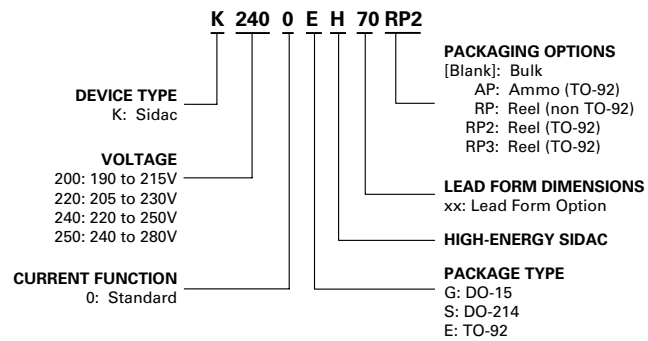 K 240 0 E H 70 RP2
DEVICE TYPE
K: Sidac
VOLTAGE
200: 190 to 215V
220: 205 to 230V
240: 220 to 250V
250: 240 to 280V
CURRENT FUNCTION
0: Standard
PACKAGING OPTIONS
[Blank]: Bulk
AP: Ammo (TO-92)
RP: Reel (non TO-92)
RP2: Reel (TO-92)
RP3: Reel (TO-92)
LEAD FORM DIMENSIONS
xx: Lead Form Option
HIGH-ENERGY SIDAC
PACKAGE TYPE
G: DO-15
S: DO-214
E: TO-92